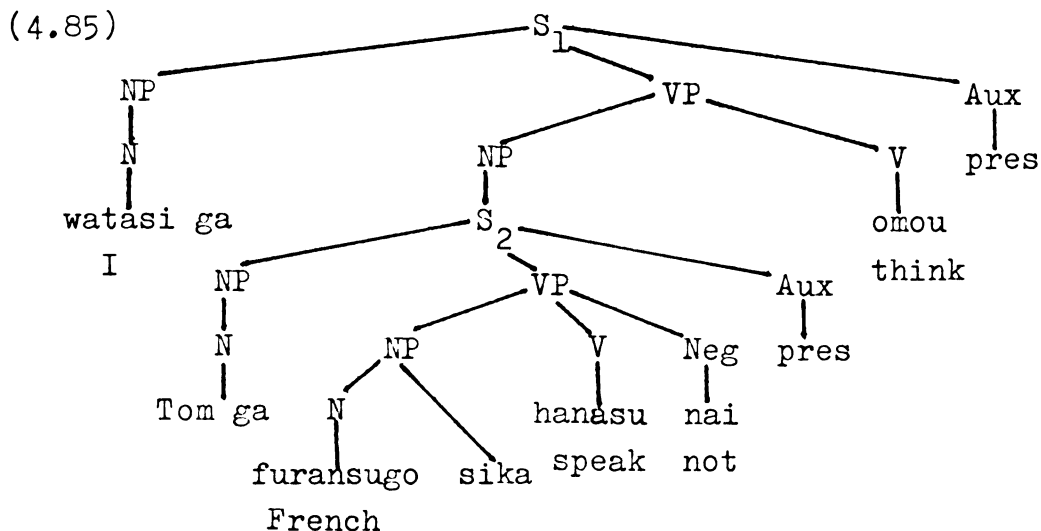 (4.85)
S1
NP VP Aux
N NP V pres
watasi ga S2 omou
I think
NP VP Aux
N NP V Neg pres
Tom ga N hanasu nai
speak not
furansugo sika
French